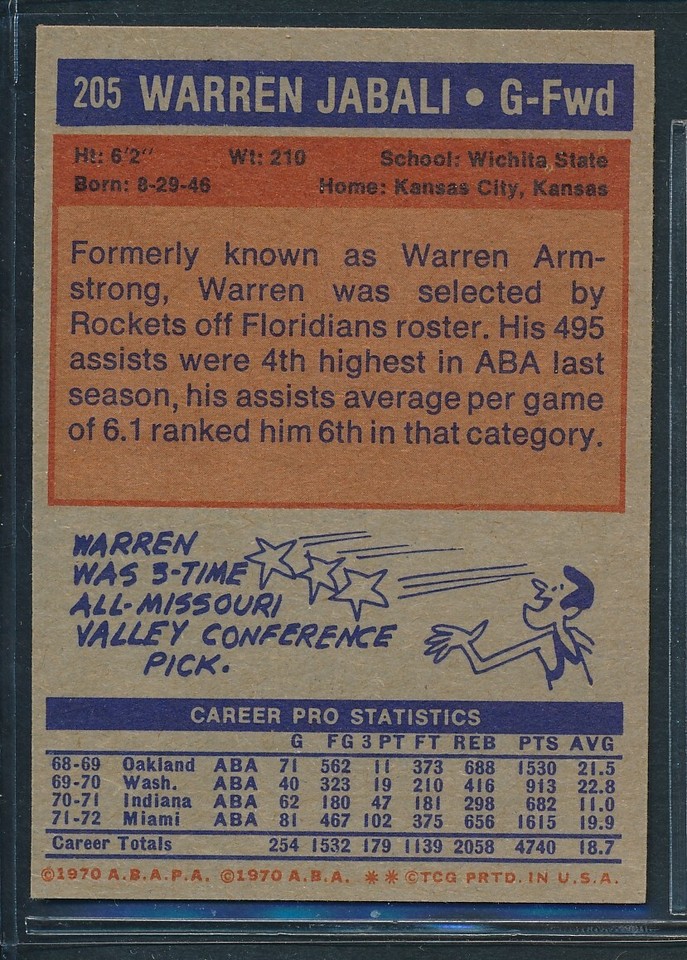 205 WARREN JABALI • G-Fwd
Ht: 6'2" Wt: 210 School: Wichita State
Born: 8-29-46 Home: Kansas City, Kansas
Formerly known as Warren Arm-
strong, Warren was selected by
Rockets off Floridians roster. His 495
assists were 4th highest in ABA last
season, his assists average per game
of 6.1 ranked him 6th in that category.
WARREN
WAS 3-TIME
ALL-MISSOURI
VALLEY CONFERENCE
PICK.
CAREER PRO STATISTICS
G FG 3 PT FT REB PTS AVG
68-69 Oakland ABA 71 562 11 373 688 1530 21.5
69-70 Wash. ABA 40 323 19 210 416 913 22.8
70-71 Indiana ABA 62 180 47 181 298 682 11.0
71-72 Miami ABA 81 467 102 375 656 1615 19.9
Career Totals 254 1532 179 1139 2058 4740 18.7
©1970 A.B.A.P.A. ©1970 A.B.A. ** ©TCG PRTD. IN U.S.A.